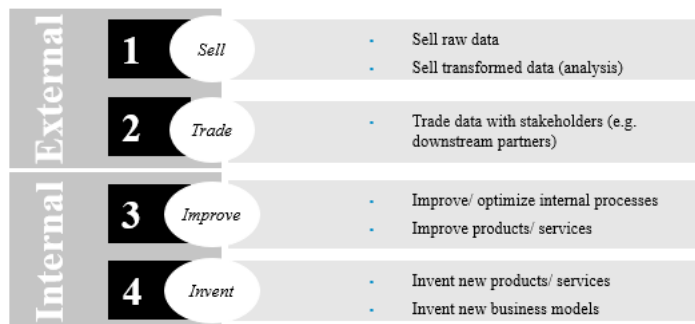 External
1
Sell
- Sell raw data
- Sell transformed data (analysis)
2
Trade
- Trade data with stakeholders (e.g.
downstream partners)
Internal
3
Improve
- Improve/ optimize internal processes
- Improve products/ services
4
Invent
- Invent new products/ services
- Invent new business models